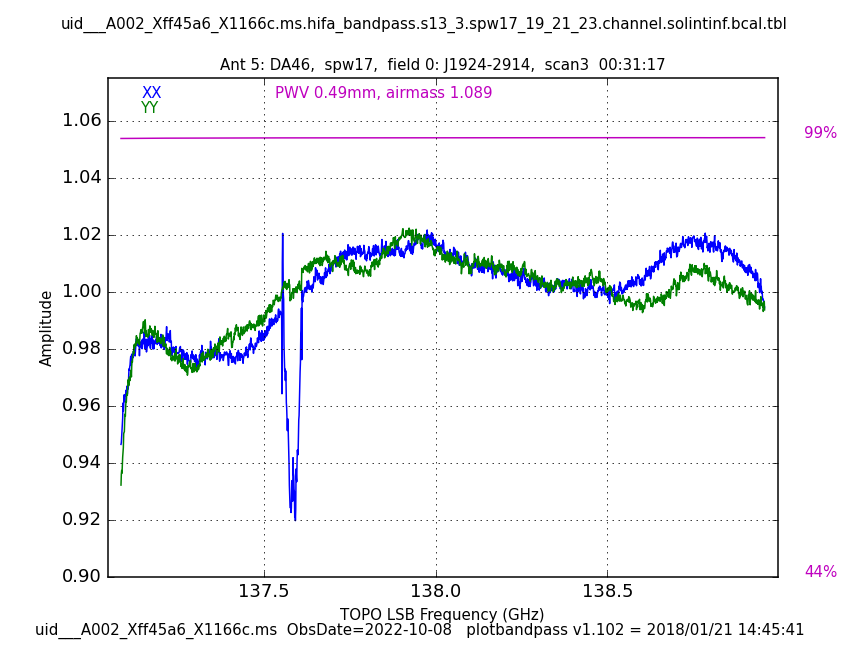 uid___A002_Xff45a6_X1166c.ms.hifa_bandpass.s13_3.spw17_19_21_23.channel.solintinf.bcal.tbl
Ant 5: DA46,  spw17,  field 0: J1924-2914,  scan3  00:31:17
XX
PWV 0.49mm, airmass 1.089
YY
1.06
99%
1.04
1.02
1.00
0.98
0.96
0.94
0.92
0.90
44%
Amplitude
137.5
138.0
138.5
TOPO LSB Frequency (GHz)
uid___A002_Xff45a6_X1166c.ms  ObsDate=2022-10-08   plotbandpass v1.102 = 2018/01/21 14:45:41